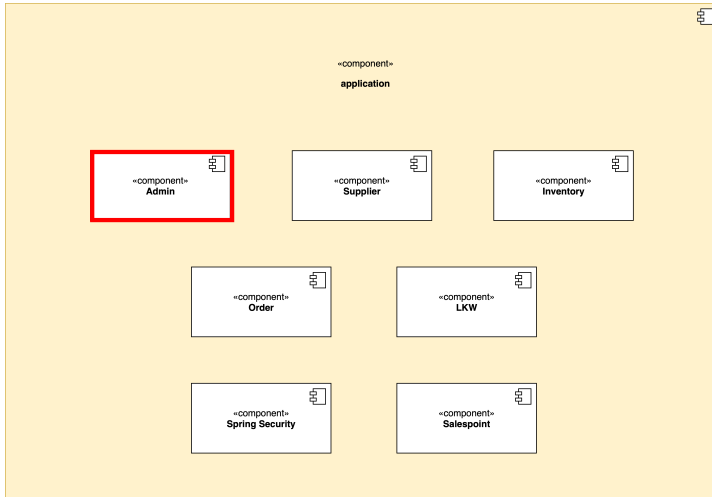 «component»
application
«component»
Admin
«component»
Supplier
«component»
Inventory
«component»
Order
«component»
LKW
«component»
Spring Security
«component»
Salespoint